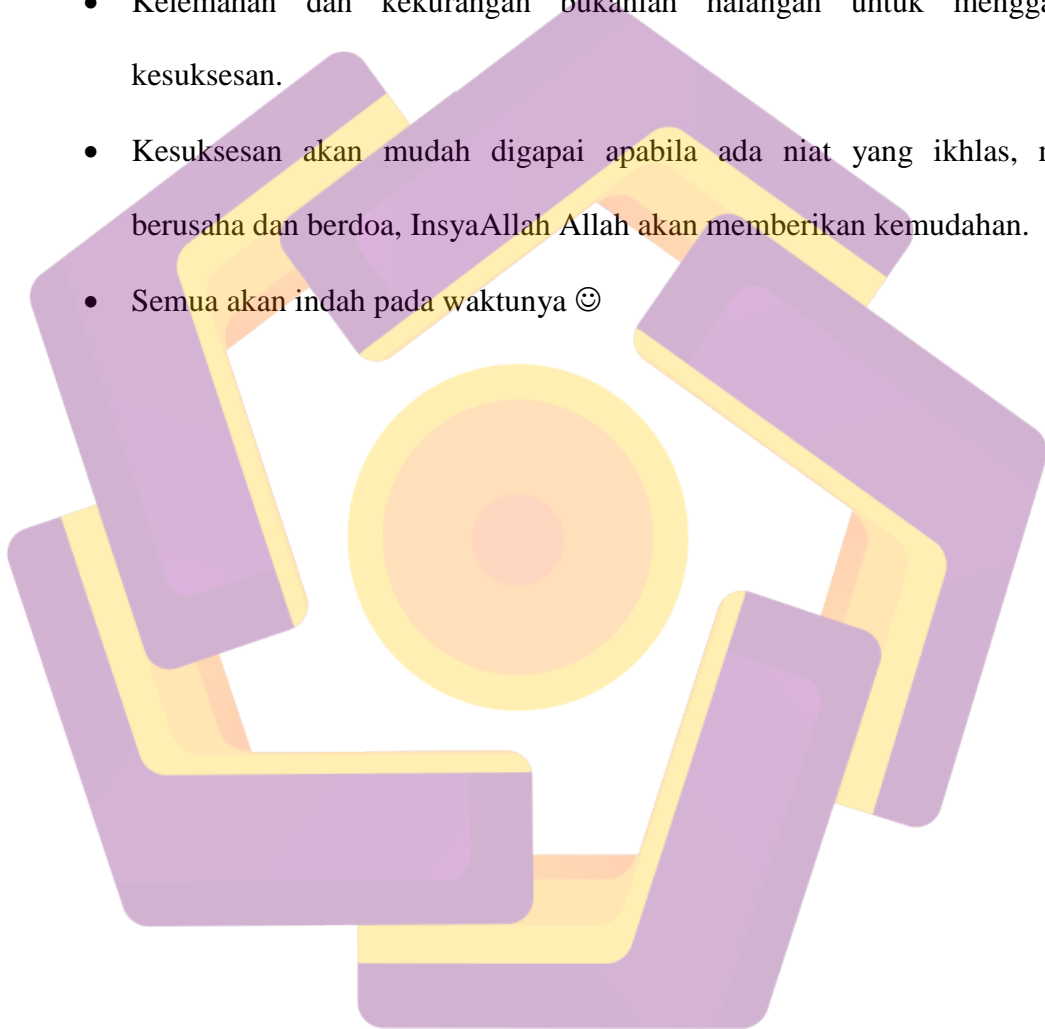 • Kelemahan dan kekurangan bukanlah halangan untuk
kesuksesan.
• Kesuksesan akan mudah digapai apabila ada niat yang ikhlas,
berusaha dan berdoa, InsyaAllah Allah akan memberikan kemudahan.
• Semua akan indah pada waktunya ☺